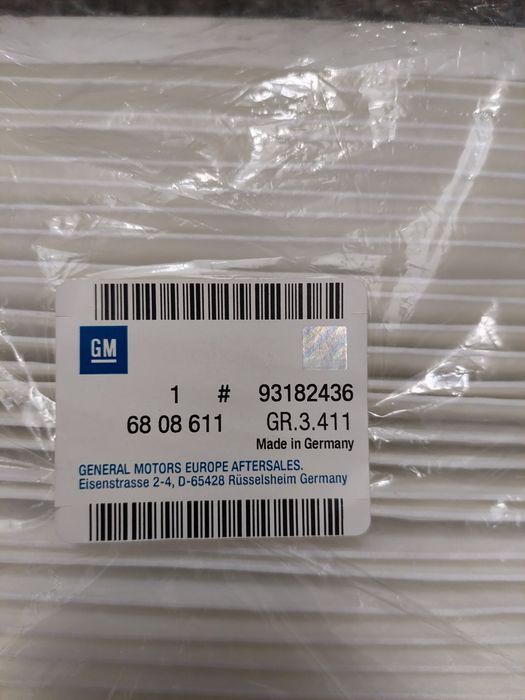 GM
1 # 93182436
68 08 611 GR.3.411
Made in Germany
GENERAL MOTORS EUROPE AFTERSALES.
Eisenstrasse 2-4, D-65428 Rüsselsheim Germany